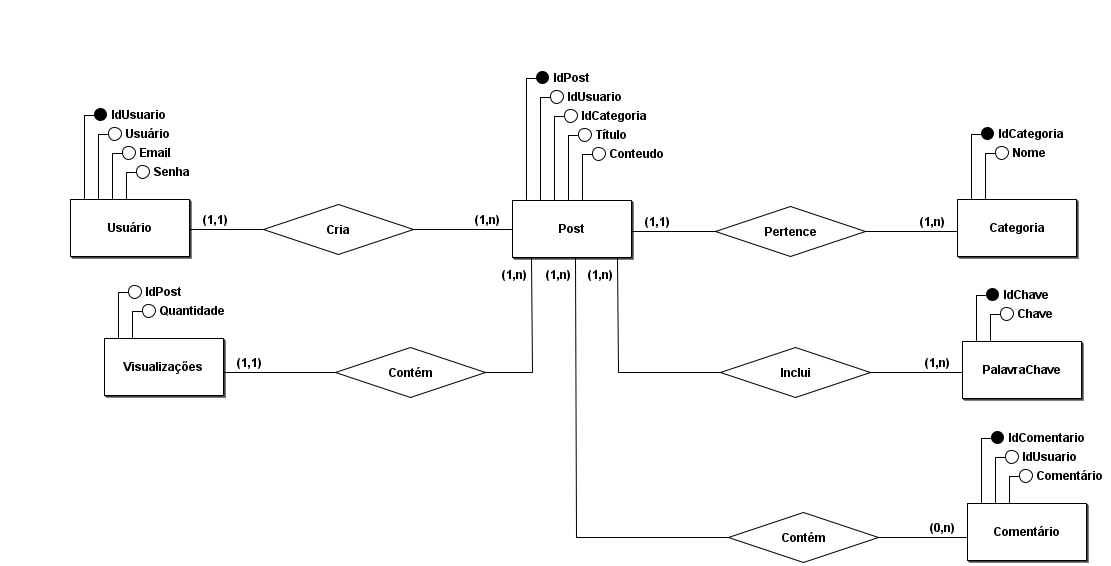 IdPost
IdUsuario
IdCategoria
Título
Conteudo
IdUsuario
Usuário
Email
Senha
IdCategoria
Nome
Usuário
(1,1)
Cria
(1,n)
Post
(1,1)
Pertence
(1,n)
Categoria
(1,n)
(1,n)
(1,n)
IdPost
Quantidade
IdChave
Chave
Visualizações
(1,1)
Contém
Inclui
(1,n)
PalavraChave
IdComentario
IdUsuario
Comentário
Contém
(0,n)
Comentário